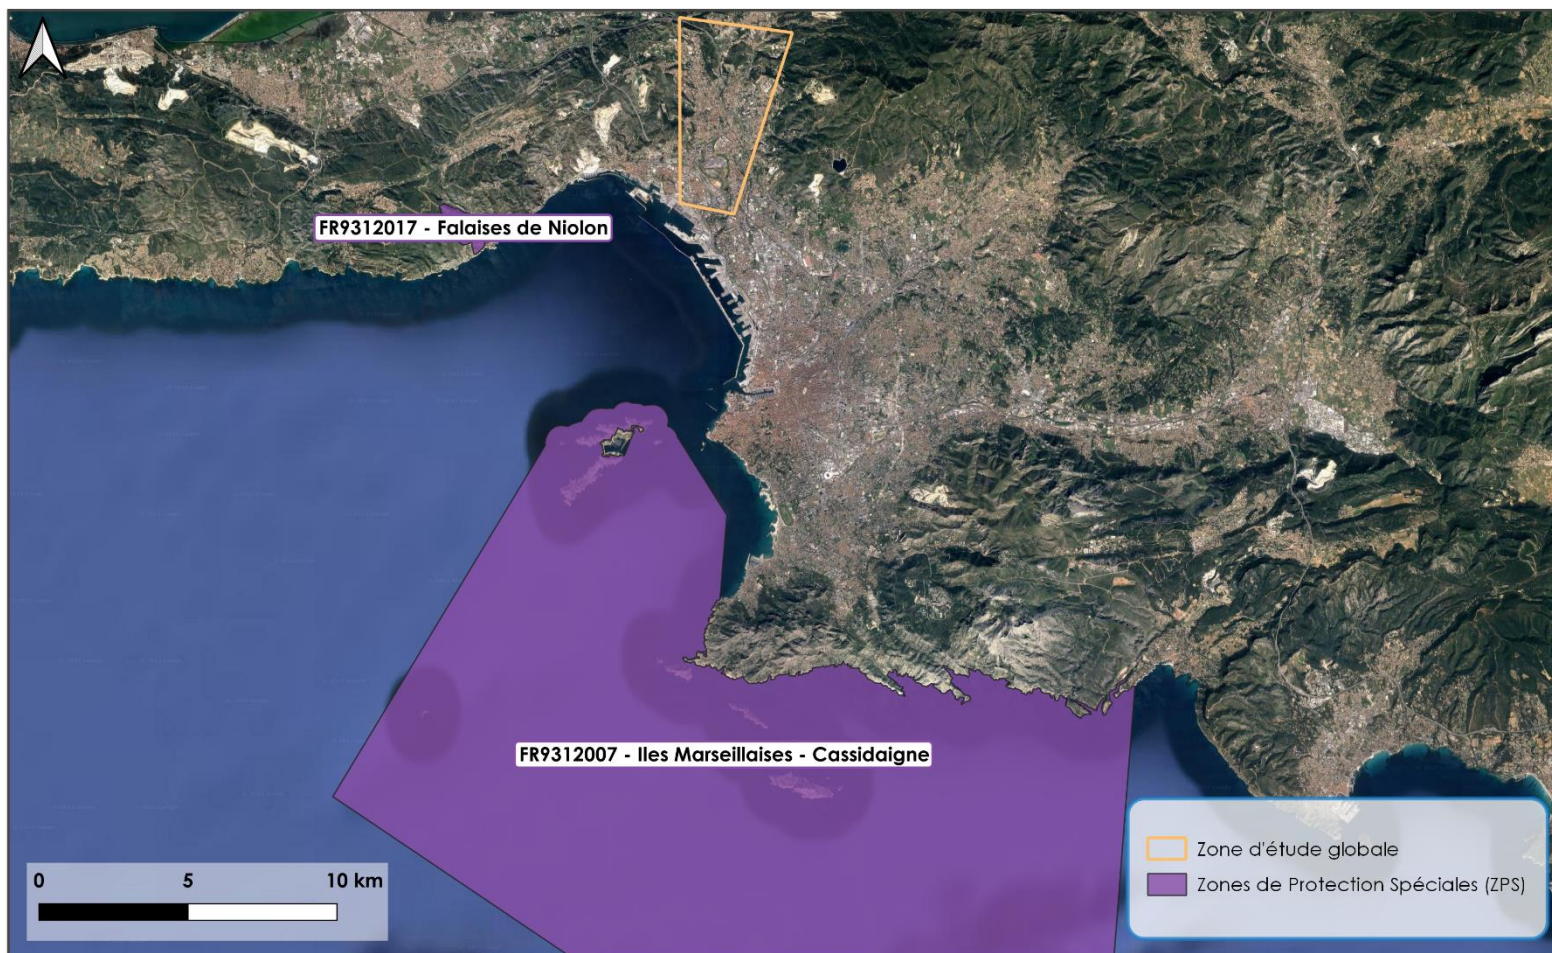 FR9312017 - Falaises de Niolon
FR9312007 - Iles Marseillaises - Cassidaigne
0 5 10 km
Zone d'étude globale
Zones de Protection Spéciales (ZPS)